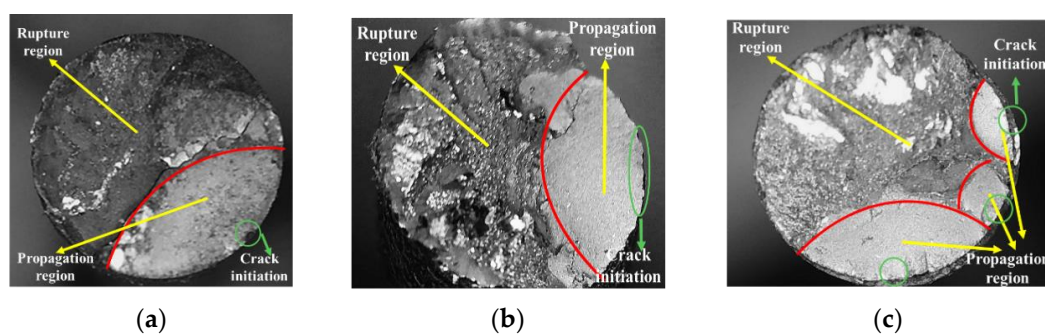 Rupture
region
Propagation
region
Crack
initiation
(a)
Rupture
region
Propagation
region
Crack
initiation
(b)
Rupture
region
Crack
initiation
Propagation
region
(c)